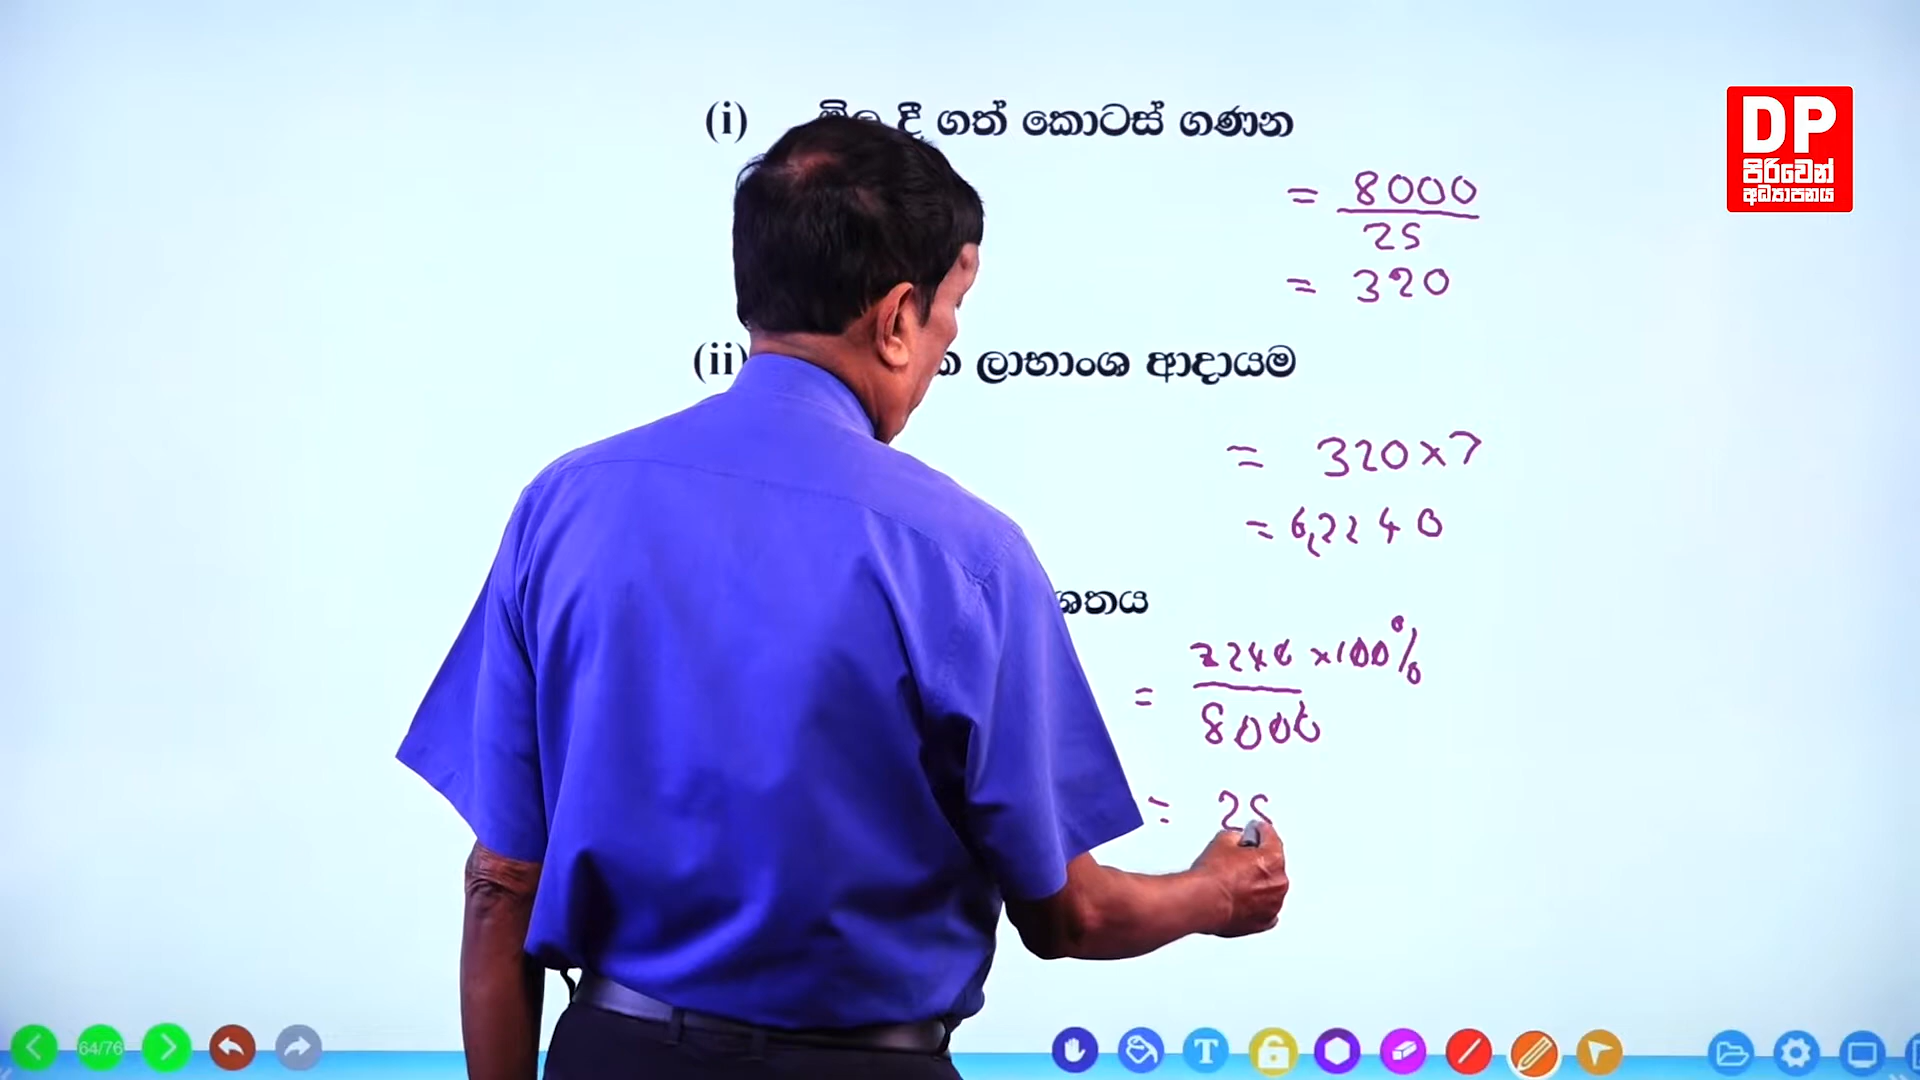 (i) මිල දී ගත් කොටස් ගණන
DP
පිරිවෙන්
අධ්‍යාපනය
= 8000
25
= 320
(ii) ලාභාංශ ආදායම
= 320×7
= 6,2240
ශතය
2240 ×100%
= 8000
= 28
64/76
T